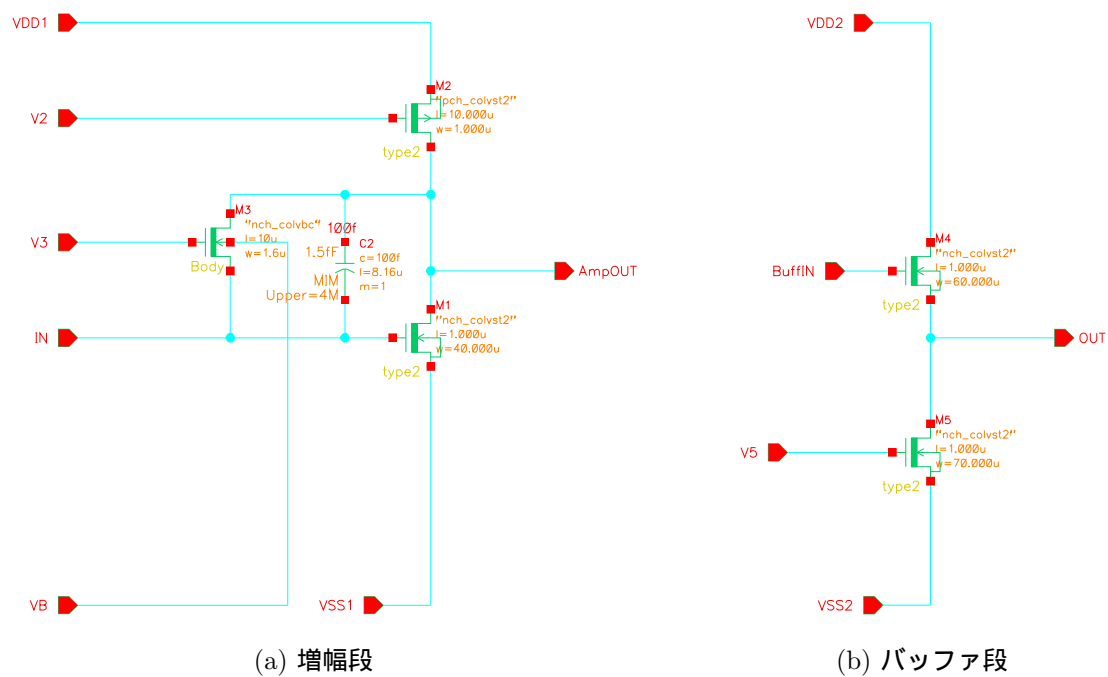 VDD1
M2
"pch_colvst2"
l=10.000u
w=1.000u
V2
type2
M3
"nch_colvbc"
l=10u
w=1.6u
V3
Body
100f
1.5fF
C2
c=100f
l=8.16u
m=1
MIM
Upper=4M
AmpOUT
IN
M1
"nch_colvst2"
l=1.000u
w=40.000u
type2
VB
VSS1
(a) 増幅段
VDD2
M4
"nch_colvst2"
l=1.000u
w=60.000u
BuffIN
type2
OUT
M5
"nch_colvst2"
l=1.000u
w=70.000u
V5
type2
VSS2
(b) バッファ段